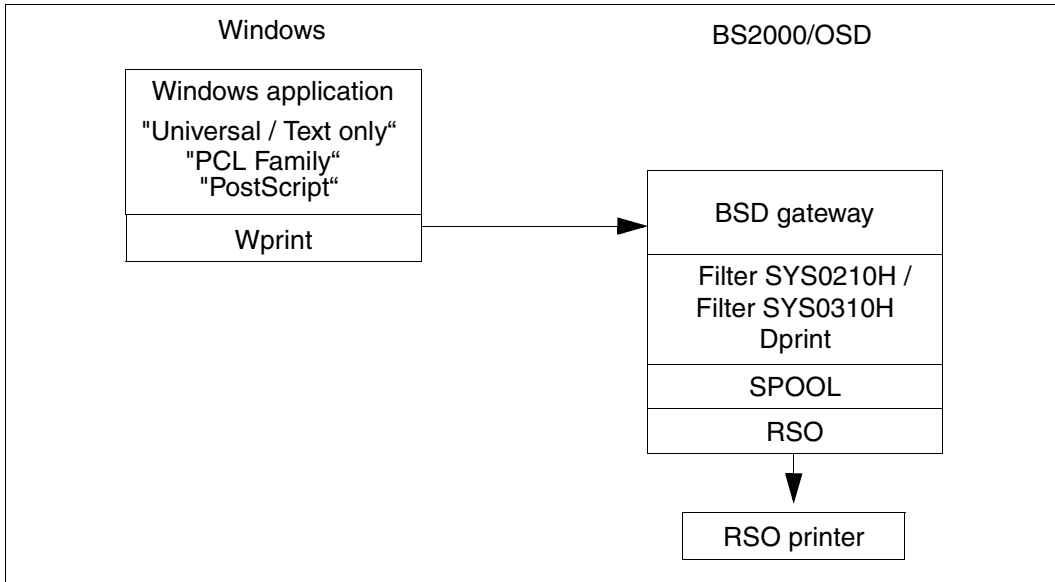 Windows
Windows application
"Universal / Text only“
"PCL Family“
"PostScript“
Wprint
BS2000/OSD
BSD gateway
Filter SYS0210H /
Filter SYS0310H
Dprint
SPOOL
RSO
RSO printer